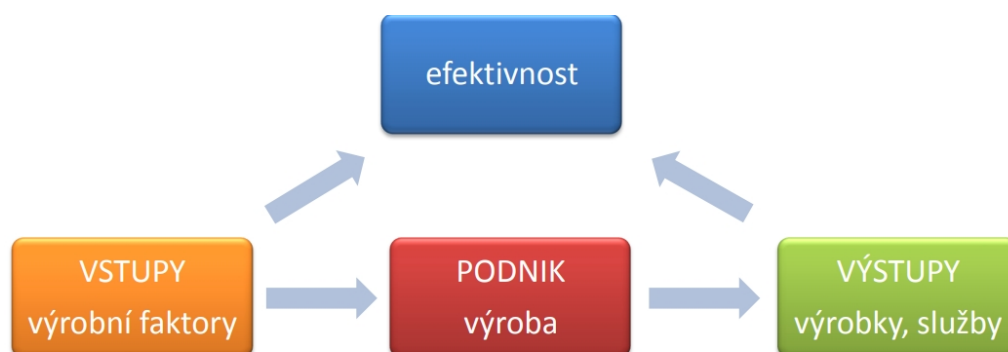 efektivnost
VSTUPY
výrobní faktory
PODNIK
výroba
VÝSTUPY
výrobky, služby